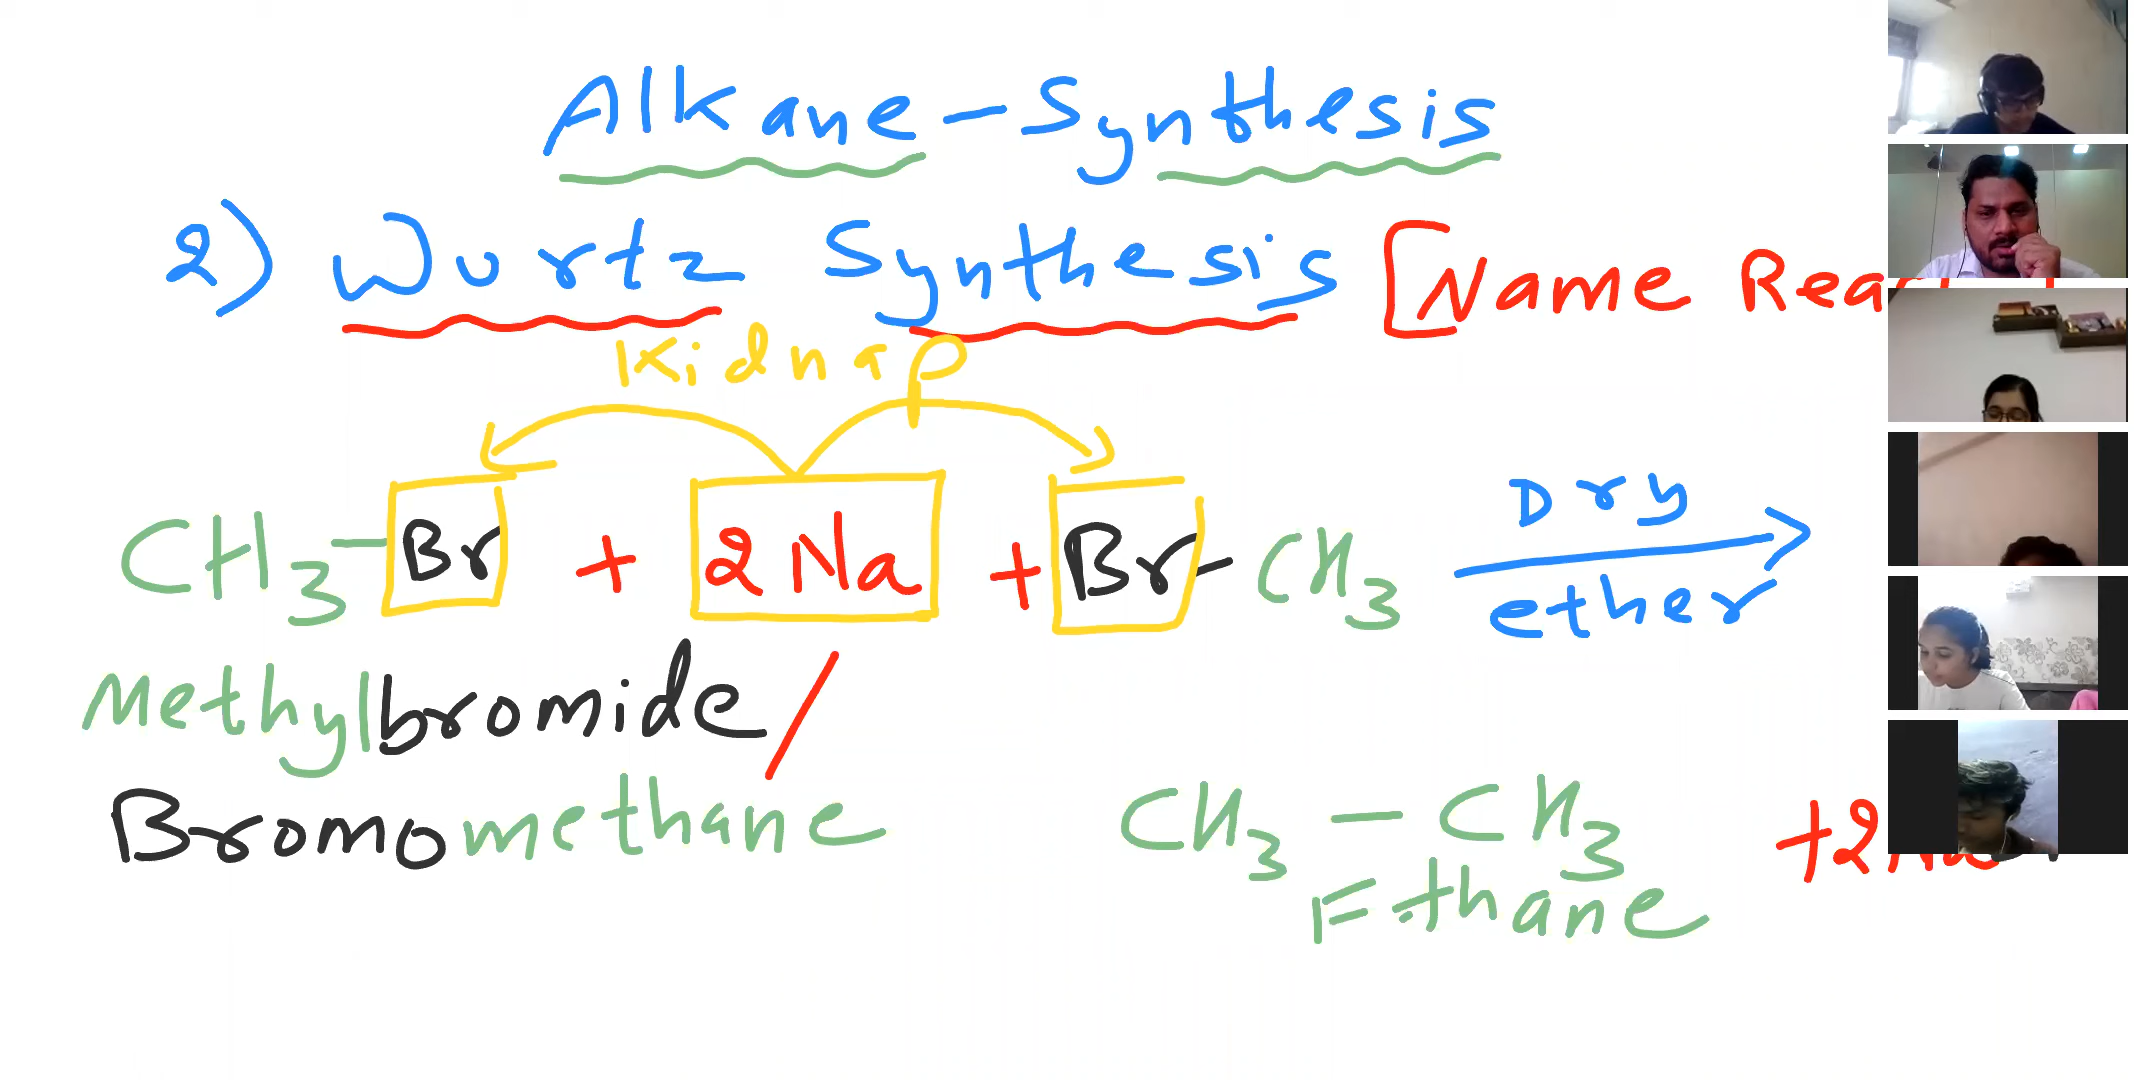 Alkane-Synthesis
2) Wurtz Synthesis [Name Rea
Kidnap
CH3-Br + 2Na + Br-CH3 Dry ether
Methylbromide/
Bromomethane
CH3-CH3 +2Na
Ethane